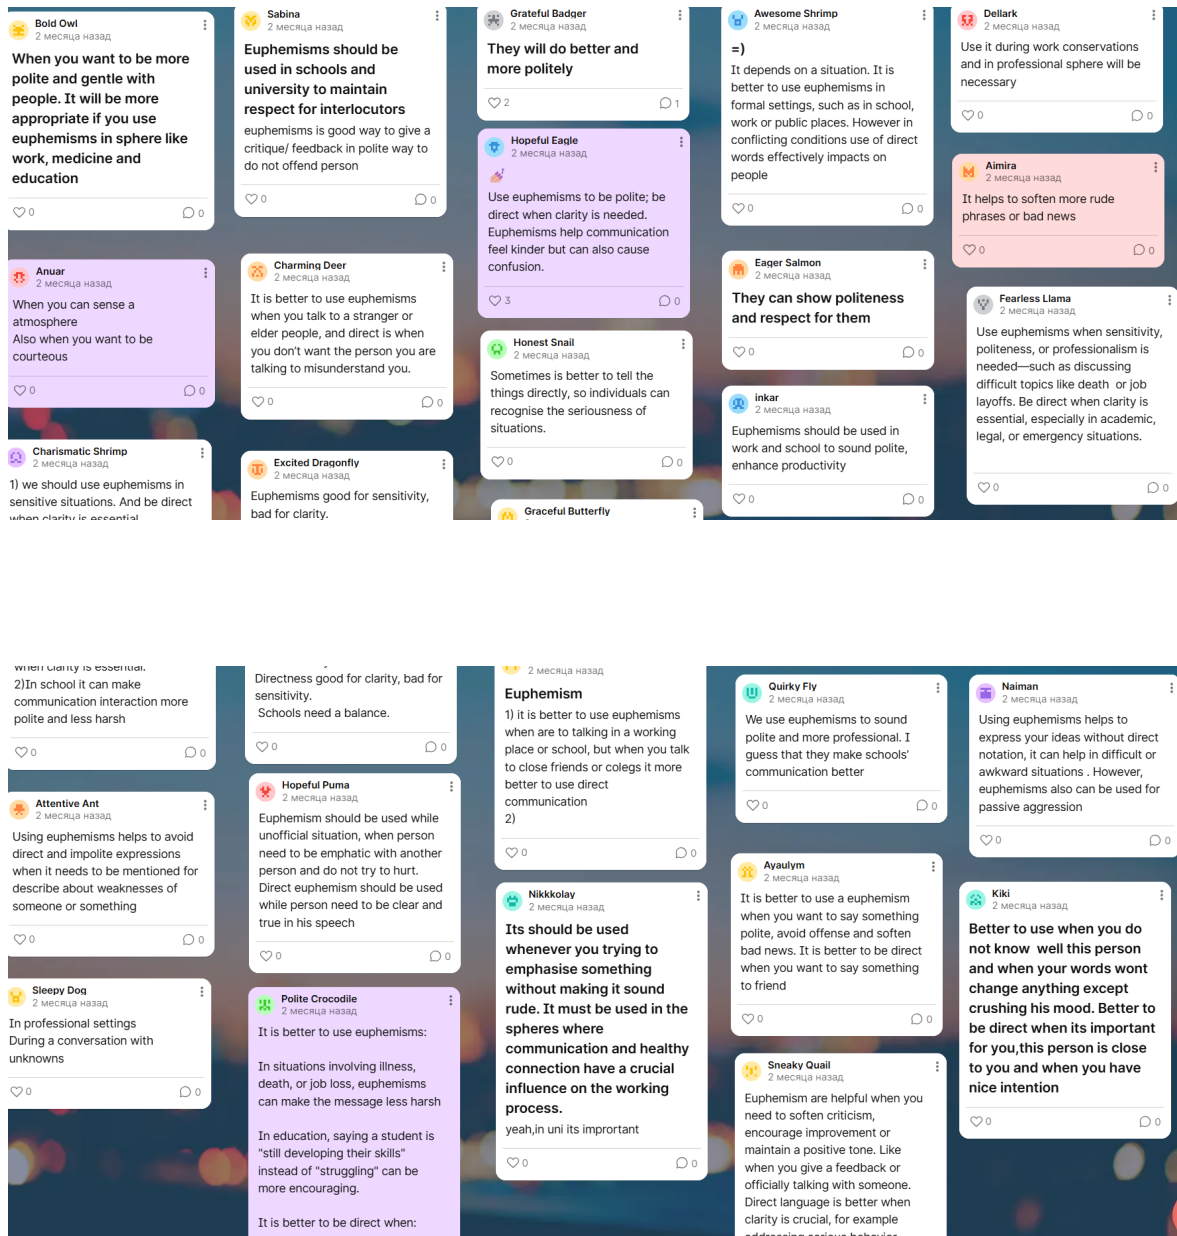 Bold Owl
2 месяца назад
When you want to be more
polite and gentle with
people. It will be more
appropriate if you use
euphemisms in sphere like
work, medicine and
education
0
0
Anuar
2 месяца назад
When you can sense a
atmosphere
Also when you want to be
courteous
0
0
Charismatic Shrimp
2 месяца назад
1) we should use euphemisms in
sensitive situations. And be direct
when clarity is essential
Sabina
2 месяца назад
Euphemisms should be
used in schools and
university to maintain
respect for interlocutors
euphemisms is good way to give a
critique/ feedback in polite way to
do not offend person
0
0
Charming Deer
2 месяца назад
It is better to use euphemisms
when you talk to a stranger or
elder people, and direct is when
you don't want the person you are
talking to misunderstand you.
0
0
Excited Dragonfly
2 месяца назад
Euphemisms good for sensitivity,
bad for clarity.
Grateful Badger
2 месяца назад
They will do better and
more politely
2
1
Hopeful Eagle
2 месяца назад
💅
Use euphemisms to be polite; be
direct when clarity is needed.
Euphemisms help communication
feel kinder but can also cause
confusion.
3
0
Honest Snail
2 месяца назад
Sometimes is better to tell the
things directly, so individuals can
recognise the seriousness of
situations.
0
0
Graceful Butterfly
Awesome Shrimp
2 месяца назад
=)
It depends on a situation. It is
better to use euphemisms in
formal settings, such as in school,
work or public places. However in
conflicting conditions use of direct
words effectively impacts on
people
0
0
Eager Salmon
2 месяца назад
They can show politeness
and respect for them
0
0
inkar
2 месяца назад
Euphemisms should be used in
work and school to sound polite,
enhance productivity
0
0
Dellark
2 месяца назад
Use it during work conservations
and in professional sphere will be
necessary
0
0
Aimira
2 месяца назад
It helps to soften more rude
phrases or bad news
0
0
Fearless Llama
2 месяца назад
Use euphemisms when sensitivity,
politeness, or professionalism is
needed—such as discussing
difficult topics like death or job
layoffs. Be direct when clarity is
essential, especially in academic,
legal, or emergency situations.
0
0
when clarity is essential.
2)In school it can make
communication interaction more
polite and less harsh
0
0
Attentive Ant
2 месяца назад
Using euphemisms helps to avoid
direct and impolite expressions
when it needs to be mentioned for
describe about weaknesses of
someone or something
0
0
Sleepy Dog
2 месяца назад
In professional settings
During a conversation with
unknowns
0
0
Directness good for clarity, bad for
sensitivity.
Schools need a balance.
0
0
Hopeful Puma
2 месяца назад
Euphemism should be used while
unofficial situation, when person
need to be emphatic with another
person and do not try to hurt.
Direct euphemism should be used
while person need to be clear and
true in his speech
0
0
Polite Crocodile
2 месяца назад
It is better to use euphemisms:
In situations involving illness,
death, or job loss, euphemisms
can make the message less harsh
In education, saying a student is
"still developing their skills"
instead of "struggling" can be
more encouraging.
It is better to be direct when:
2 месяца назад
Euphemism
1) it is better to use euphemisms
when are to talking in a working
place or school, but when you talk
to close friends or colegs it more
better to use direct
communication
2)
0
0
Nikkkolay
2 месяца назад
Its should be used
whenever you trying to
emphasise something
without making it sound
rude. It must be used in the
spheres where
communication and healthy
connection have a crucial
influence on the working
process.
yeah,in uni its imprortant
0
0
Quirky Fly
2 месяца назад
We use euphemisms to sound
polite and more professional. I
guess that they make schools'
communication better
0
0
Ayaulym
2 месяца назад
It is better to use a euphemism
when you want to say something
polite, avoid offense and soften
bad news. It is better to be direct
when you want to say something
to friend
0
0
Sneaky Quail
2 месяца назад
Euphemism are helpful when you
need to soften criticism,
encourage improvement or
maintain a positive tone. Like
when you give a feedback or
officially talking with someone.
Direct language is better when
clarity is crucial, for example
addressing serious behavior
Naiman
2 месяца назад
Using euphemisms helps to
express your ideas without direct
notation, it can help in difficult or
awkward situations . However,
euphemisms also can be used for
passive aggression
0
0
Kiki
2 месяца назад
Better to use when you do
not know well this person
and when your words wont
change anything except
crushing his mood. Better to
be direct when its important
for you,this person is close
to you and when you have
nice intention
0
0